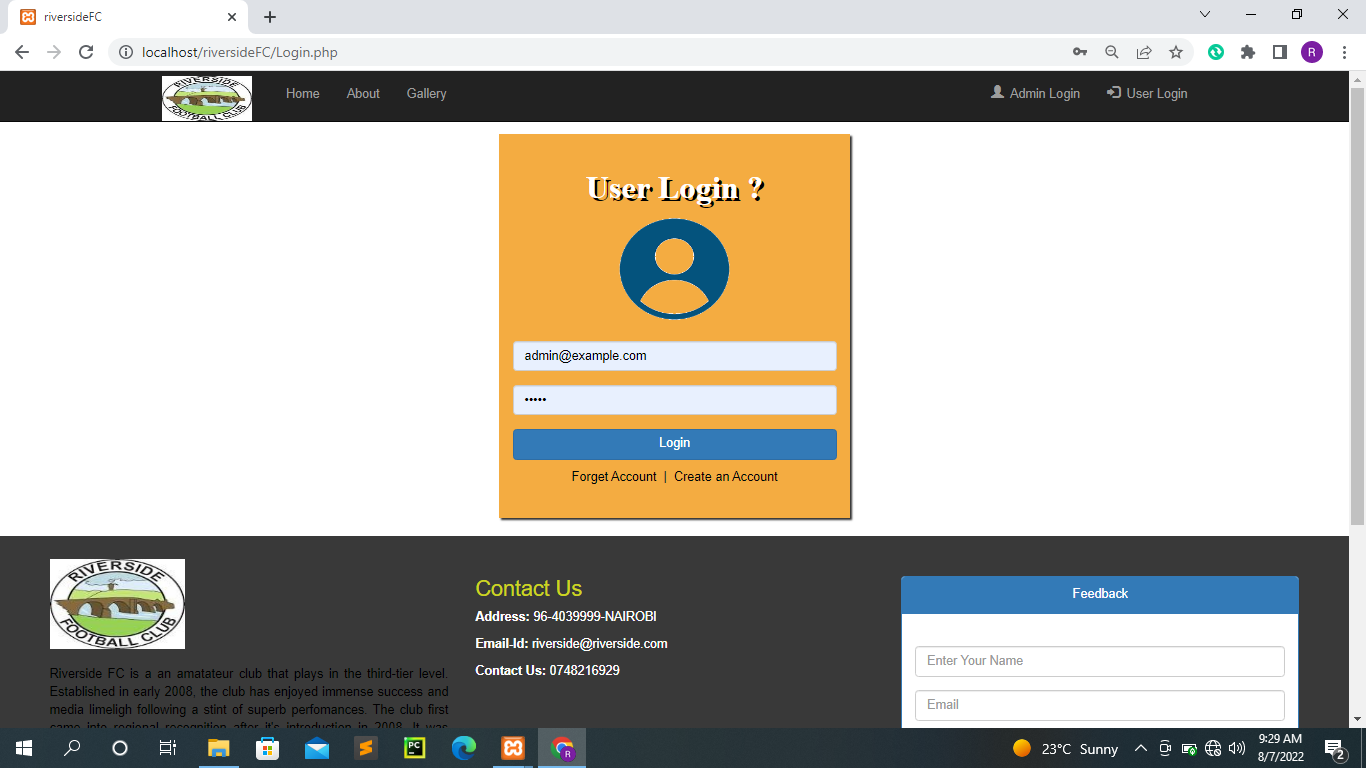 riversideFC
localhost/riversideFC/Login.php
R
RIVERSIDE
FOOTBALL CLUB
Home
About
Gallery
Admin Login
User Login
User Login ?
admin@example.com
•••••
Login
Forget Account | Create an Account
RIVERSIDE
FOOTBALL CLUB
Riverside FC is a an amatateur club that plays in the third-tier level.
Established in early 2008, the club has enjoyed immense success and
media limeligh following a stint of superb perfomances. The club first
came into regional recognition after it's introduction in 2008. It was
Contact Us
Address: 96-4039999-NAIROBI
Email-Id: riverside@riverside.com
Contact Us: 0748216929
Feedback
Enter Your Name
Email
PC
R
23°C Sunny
9:29 AM
8/7/2022
2